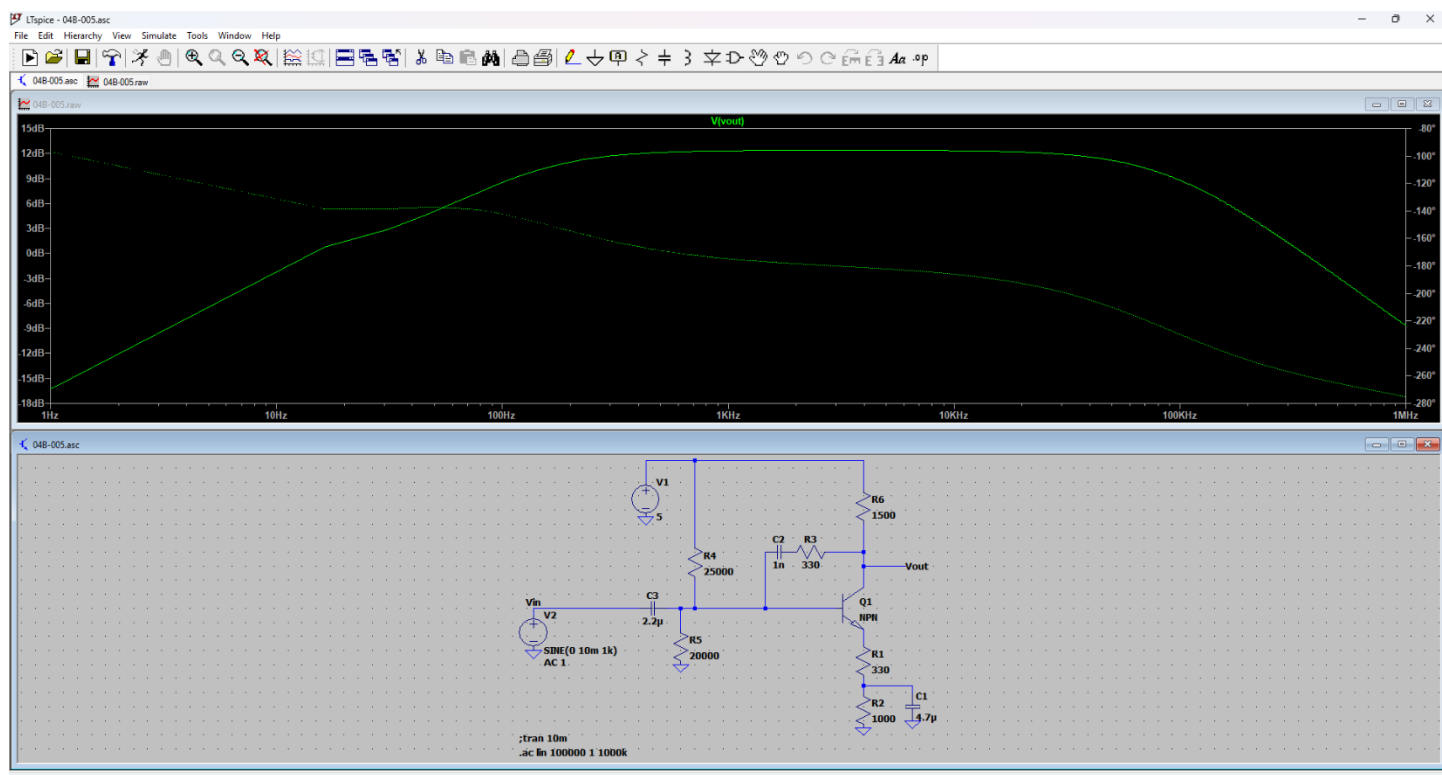 LTspice - 04B-005.asc
File Edit Hierarchy View Simulate Tools Window Help
Aa .op
04B-005.asc 04B-005.raw
04B-005.raw
V(vout)
15dB -80°
12dB -100°
9dB -120°
6dB -140°
3dB -160°
0dB -180°
-3dB -200°
-6dB -220°
-9dB -240°
-12dB -260°
-15dB -280°
-18dB
1Hz 10Hz 100Hz 1KHz 10KHz 100KHz 1MHz
04B-005.asc
V1
5
R6
1500
C2 R3
1n 330
R4
25000
Vout
Vin
V2
C3
2.2µ
Q1
NPN
SINE(0 10m 1k)
AC 1
R5
20000
R1
330
R2
1000
C1
4.7µ
;tran 10m
.ac lin 100000 1 1000k